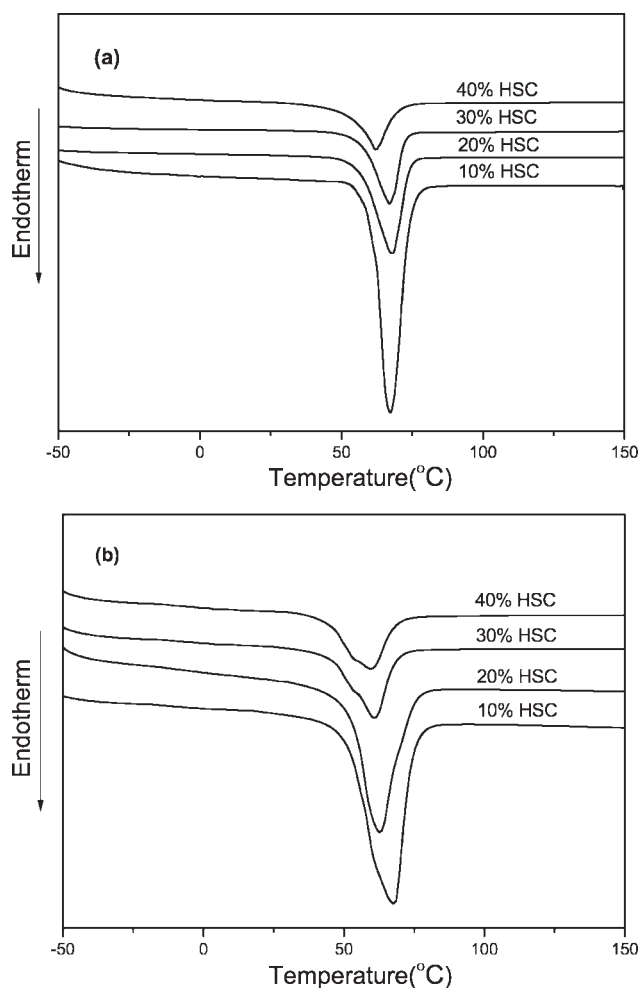 (a)
40% HSC
30% HSC
20% HSC
10% HSC
Endotherm
-50 0 50 100 150
Temperature(°C)
(b)
40% HSC
30% HSC
20% HSC
10% HSC
Endotherm
-50 0 50 100 150
Temperature(°C)